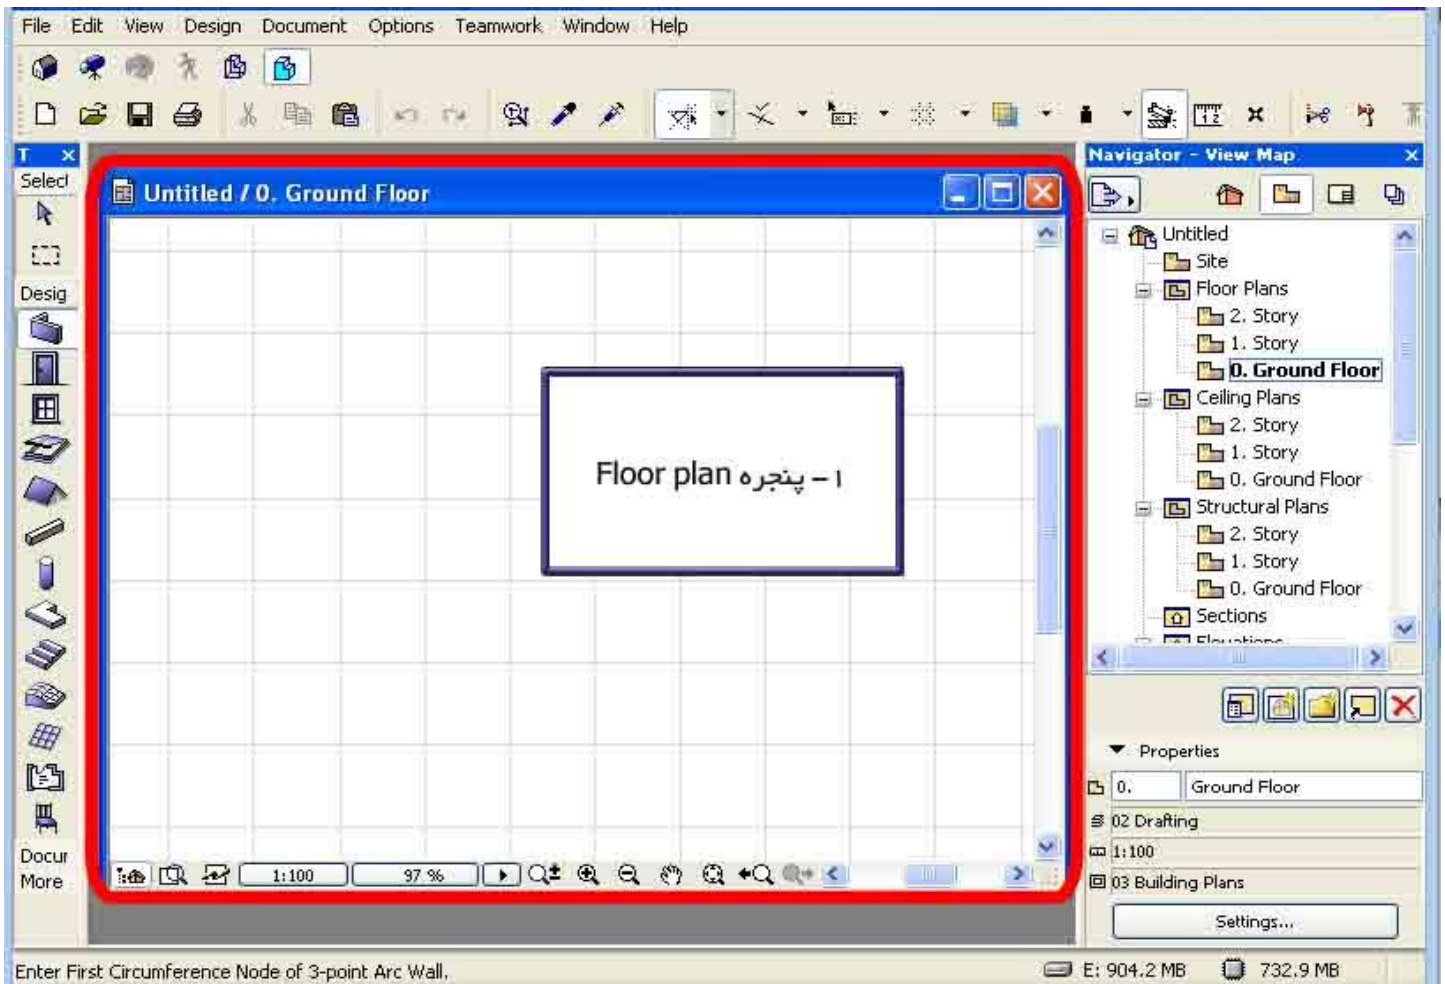 File Edit View Design Document Options Teamwork Window Help
T
Select
Desig
Docur
More
Untitled / 0. Ground Floor
۱ – پنجره Floor plan
1:100 97 %
Navigator - View Map
Untitled
Site
Floor Plans
2. Story
1. Story
0. Ground Floor
Ceiling Plans
2. Story
1. Story
0. Ground Floor
Structural Plans
2. Story
1. Story
0. Ground Floor
Sections
Properties
0. Ground Floor
02 Drafting
1:100
03 Building Plans
Settings...
Enter First Circumference Node of 3-point Arc Wall. E: 904.2 MB 732.9 MB